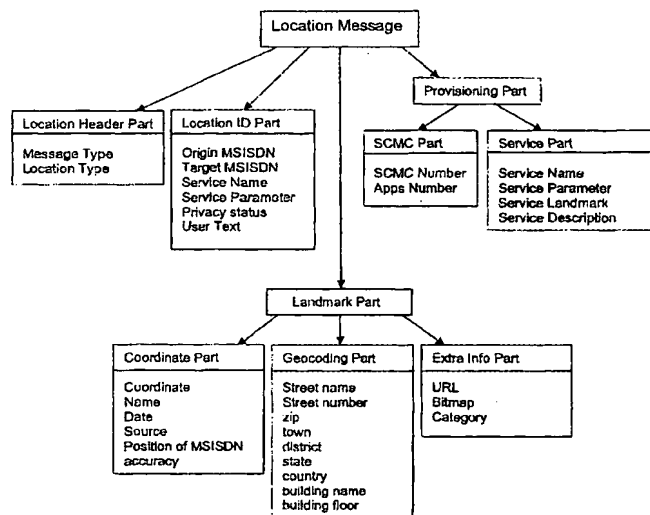 Location Message
Provisioning Part
Location Header Part
Message Type
Location Type
Location ID Part
Origin MSISDN
Target MSISDN
Service Name
Service Parameter
Privacy status
User Text
SCMC Part
SCMC Number
Apps Number
Service Part
Service Name
Service Parameter
Service Landmark
Service Description
Landmark Part
Coordinate Part
Coordinate
Name
Date
Source
Position of MSISDN
accuracy
Geocoding Part
Street name
Street number
zip
town
district
state
country
building name
building floor
Extra Info Part
URL
Bitmap
Category